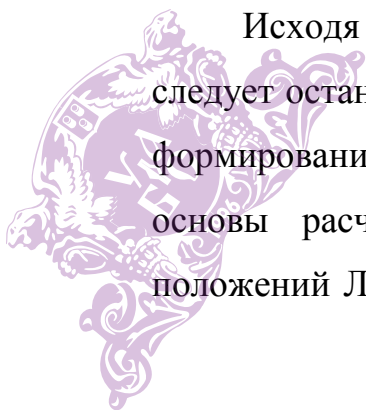 Исходя
следует остан
формировани
основы расч
положений Л